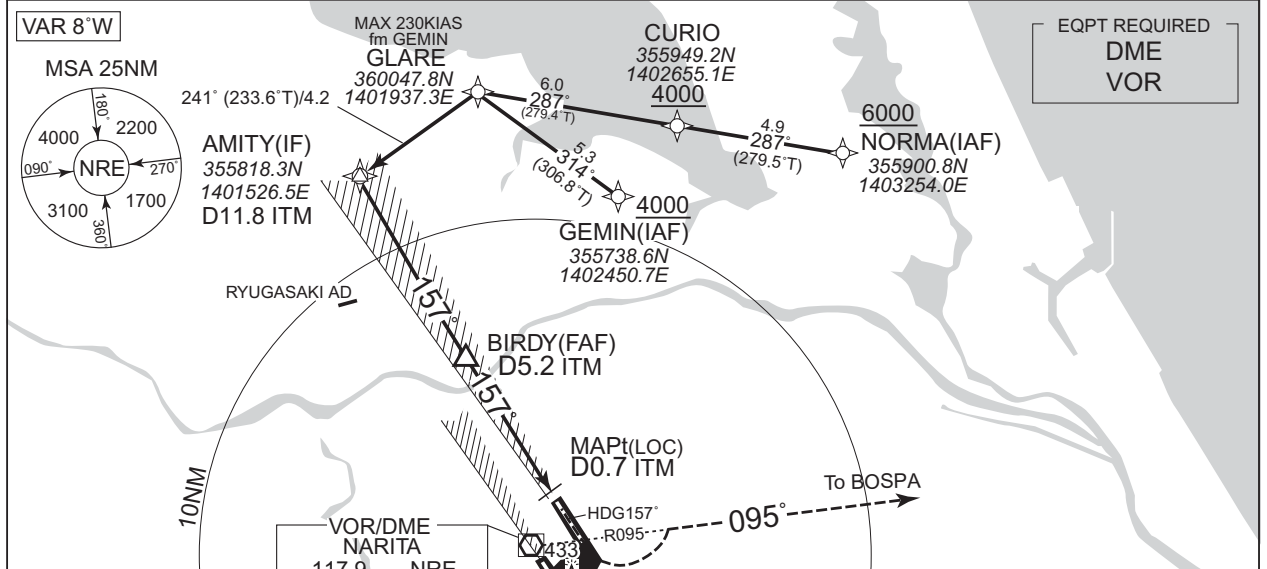 VAR 8°W
MSA 25NM
180°
4000
2200
090°
NRE
270°
3100
1700
360°
MAX 230KIAS
fm GEMIN
GLARE
360047.8N
1401937.3E
241° (233.6°T)/4.2
AMITY(IF)
355818.3N
1401526.5E
D11.8 ITM
CURIO
355949.2N
1402655.1E
4000
6.0
287°
(279.4°T)
4.9
287°
(279.5°T)
6000
NORMA(IAF)
355900.8N
1403254.0E
5.3
314°
(306.8°T)
4000
GEMIN(IAF)
355738.6N
1402450.7E
EQPT REQUIRED
DME
VOR
RYUGASAKI AD
157°
BIRDY(FAF)
D5.2 ITM
157°
MAPt(LOC)
D0.7 ITM
10NM
HDG157°
R095
095°
To BOSPA
VOR/DME
NARITA
117.9 NRE
433